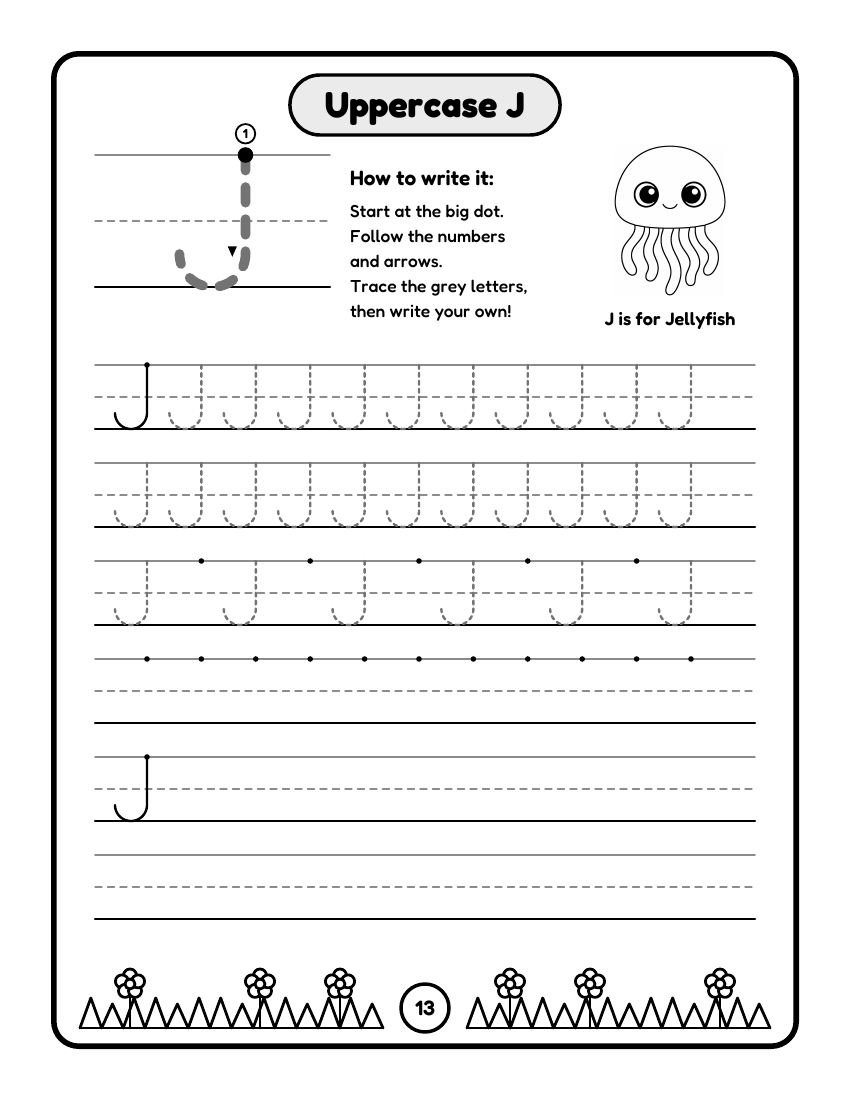 Uppercase J
1
How to write it:
Start at the big dot.
Follow the numbers
and arrows.
Trace the grey letters,
then write your own!
J is for Jellyfish
J
J J J J J J J J J J J
J J J J J J J J J J J
J J J J J J
J
13